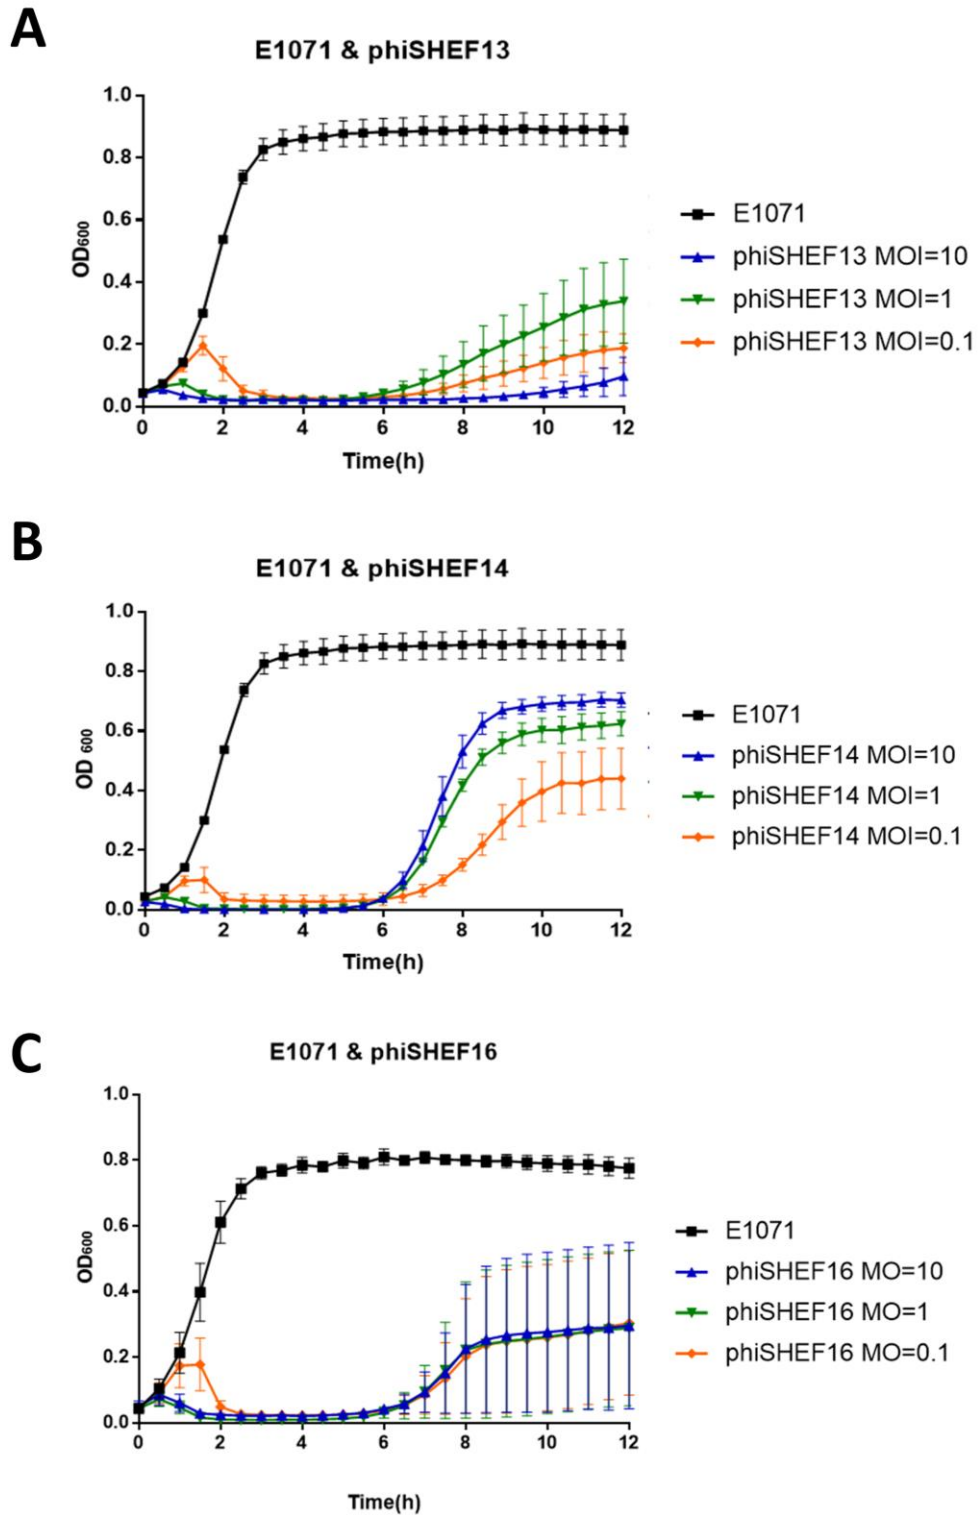 A
E1071 & phiSHEF13
1.0
0.8
0.6
0.4
0.2
0.0
OD600
0 2 4 6 8 10 12
Time(h)
E1071
phiSHEF13 MOI=10
phiSHEF13 MOI=1
phiSHEF13 MOI=0.1
B
E1071 & phiSHEF14
1.0
0.8
0.6
0.4
0.2
0.0
OD 600
0 2 4 6 8 10 12
Time(h)
E1071
phiSHEF14 MOI=10
phiSHEF14 MOI=1
phiSHEF14 MOI=0.1
C
E1071 & phiSHEF16
1.0
0.8
0.6
0.4
0.2
0.0
OD600
0 2 4 6 8 10 12
Time(h)
E1071
phiSHEF16 MO=10
phiSHEF16 MO=1
phiSHEF16 MO=0.1